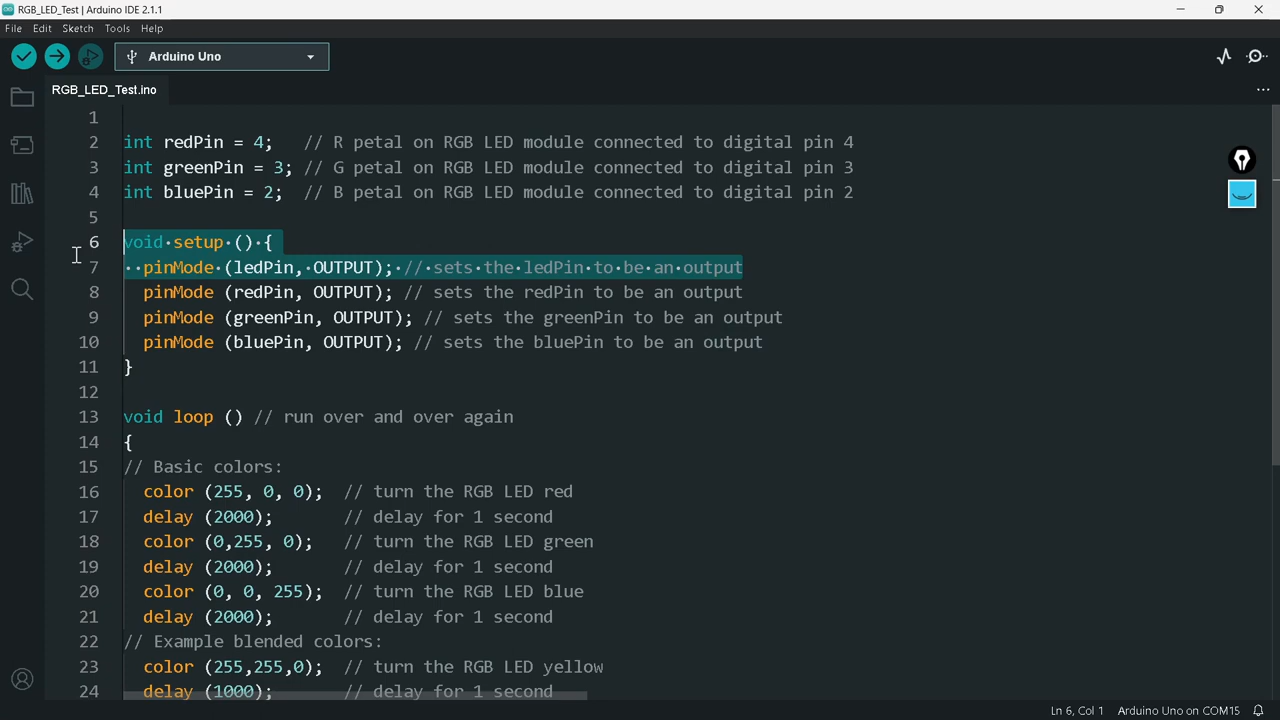 RGB_LED_Test | Arduino IDE 2.1.1
File Edit Sketch Tools Help
Arduino Uno
RGB_LED_Test.ino
1
2 int redPin = 4; // R petal on RGB LED module connected to digital pin 4
3 int greenPin = 3; // G petal on RGB LED module connected to digital pin 3
4 int bluePin = 2; // B petal on RGB LED module connected to digital pin 2
5
6 void setup () {
7 pinMode (ledPin, OUTPUT); // sets the ledPin to be an output
8 pinMode (redPin, OUTPUT); // sets the redPin to be an output
9 pinMode (greenPin, OUTPUT); // sets the greenPin to be an output
10 pinMode (bluePin, OUTPUT); // sets the bluePin to be an output
11 }
12
13 void loop () // run over and over again
14 {
15 // Basic colors:
16 color (255, 0, 0); // turn the RGB LED red
17 delay (2000); // delay for 1 second
18 color (0,255, 0); // turn the RGB LED green
19 delay (2000); // delay for 1 second
20 color (0, 0, 255); // turn the RGB LED blue
21 delay (2000); // delay for 1 second
22 // Example blended colors:
23 color (255,255,0); // turn the RGB LED yellow
24 delay (1000); // delay for 1 second
Ln 6, Col 1 Arduino Uno on COM15